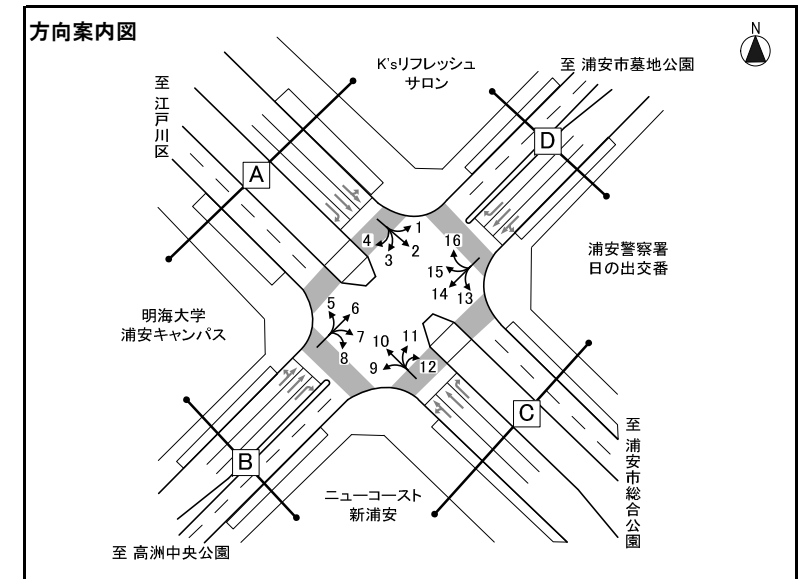 方向案内図
N
K'sリフレッシュ
サロン
至 浦安市墓地公園
至 江戸川区
A
D
浦安警察署
日の出交番
1
2
3
4
16
15
14
13
明海大学
浦安キャンパス
5
6
7
8
9
10
11
12
C
B
至 浦安市総合公園
ニューコースト
新浦安
至 高洲中央公園